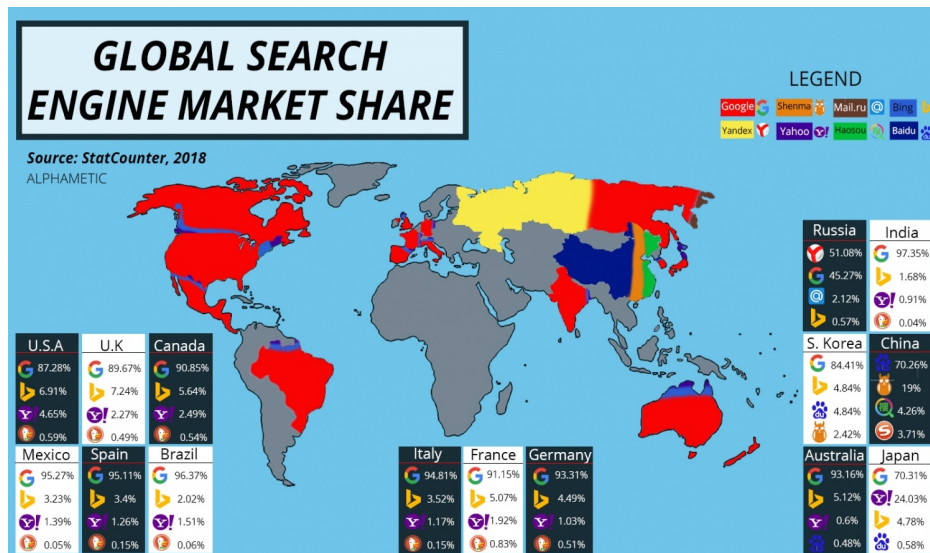 GLOBAL SEARCH
ENGINE MARKET SHARE
Source: StatCounter, 2018
ALPHAMETIC
LEGEND
Google Shenma Mail.ru Bing
Yandex Yahoo Haosou Baidu
Russia
51.08%
45.27%
2.12%
0.57%
India
97.35%
1.68%
0.91%
0.04%
U.S.A
87.28%
6.91%
4.65%
0.59%
U.K
89.67%
7.24%
2.27%
0.49%
Canada
90.85%
5.64%
2.49%
0.54%
S. Korea
84.41%
4.84%
4.84%
2.42%
China
70.26%
19%
4.26%
3.71%
Mexico
95.27%
3.23%
1.39%
0.05%
Spain
95.11%
3.4%
1.26%
0.15%
Brazil
96.37%
2.02%
1.51%
0.06%
Italy
94.81%
3.52%
1.17%
0.15%
France
91.15%
5.07%
1.92%
0.83%
Germany
93.31%
4.49%
1.03%
0.51%
Australia
93.16%
5.12%
0.6%
0.48%
Japan
70.31%
24.03%
4.78%
0.58%